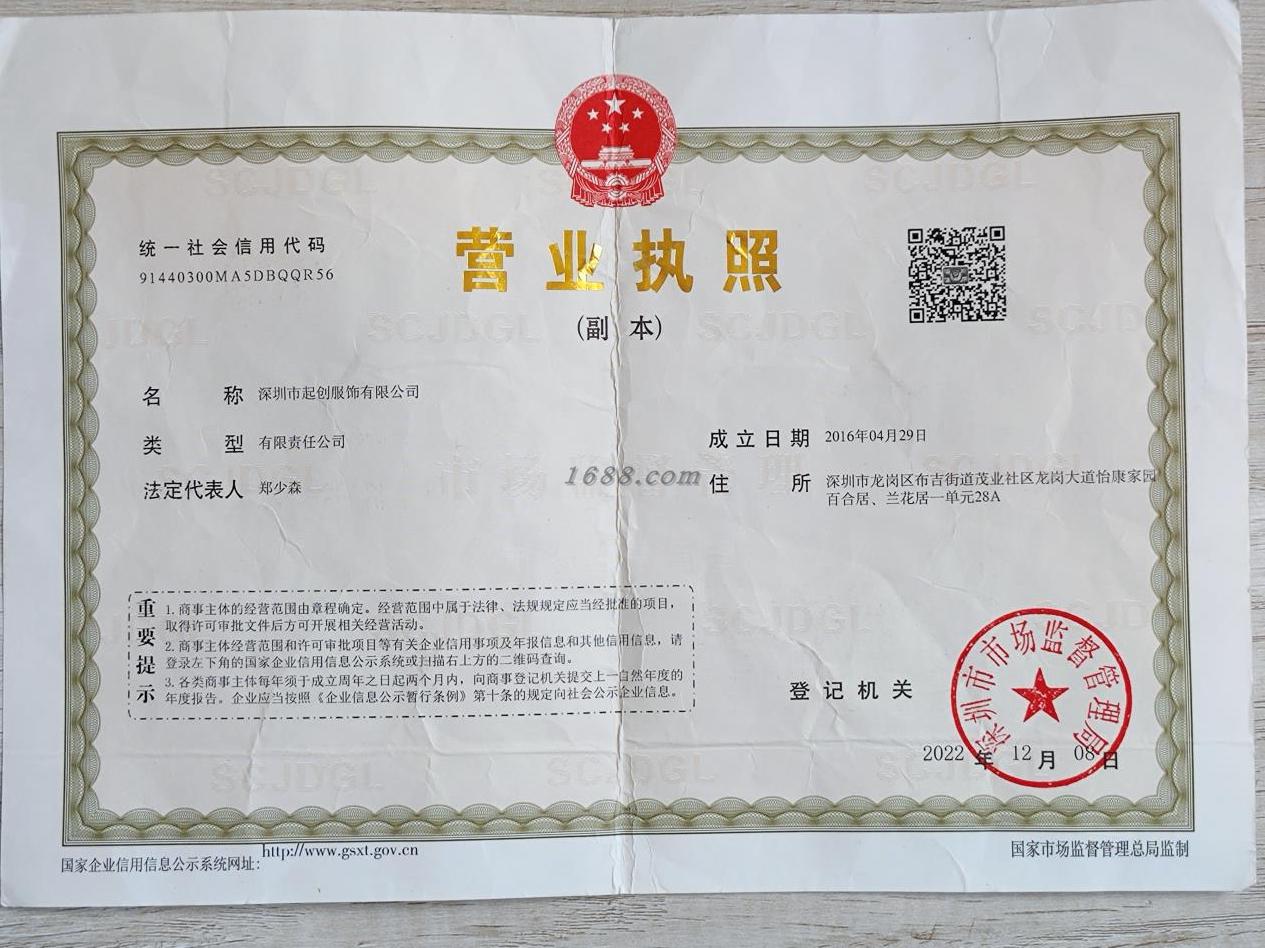 统一社会信用代码
91440300MA5DBQQR56
营业执照
(副 本)
名 称 深圳市起创服饰有限公司
类 型 有限责任公司
法定代表人 郑少森
成立日期 2016年04月29日
住 所 深圳市龙岗区布吉街道茂业社区龙岗大道怡康家园
百合居、兰花居一单元28A
1688.com
重要提示
1.商事主体的经营范围由章程确定。经营范围中属于法律、法规规定应当经批准的项目，
取得许可审批文件后方可开展相关经营活动。
2.商事主体经营范围和许可审批项目等有关企业信用事项及年报信息和其他信用信息，请
登录左下角的国家企业信用信息公示系统或扫描右上方的二维码查询。
3.各类商事主体每年须于成立周年之日起两个月内，向商事登记机关提交上一自然年度的
年度报告。企业应当按照《企业信息公示暂行条例》第十条的规定向社会公示企业信息。
登记机关
深圳市市场监督管理局
2022 年 12 月 08 日
国家企业信用信息公示系统网址: http://www.gsxt.gov.cn
国家市场监督管理总局监制
SCJDGL
SCJDGL
SCJDGL
JDGL
SCJDGL
SCJDGL
SCJD
SCJDGL
SCJDGL
SCJDGL